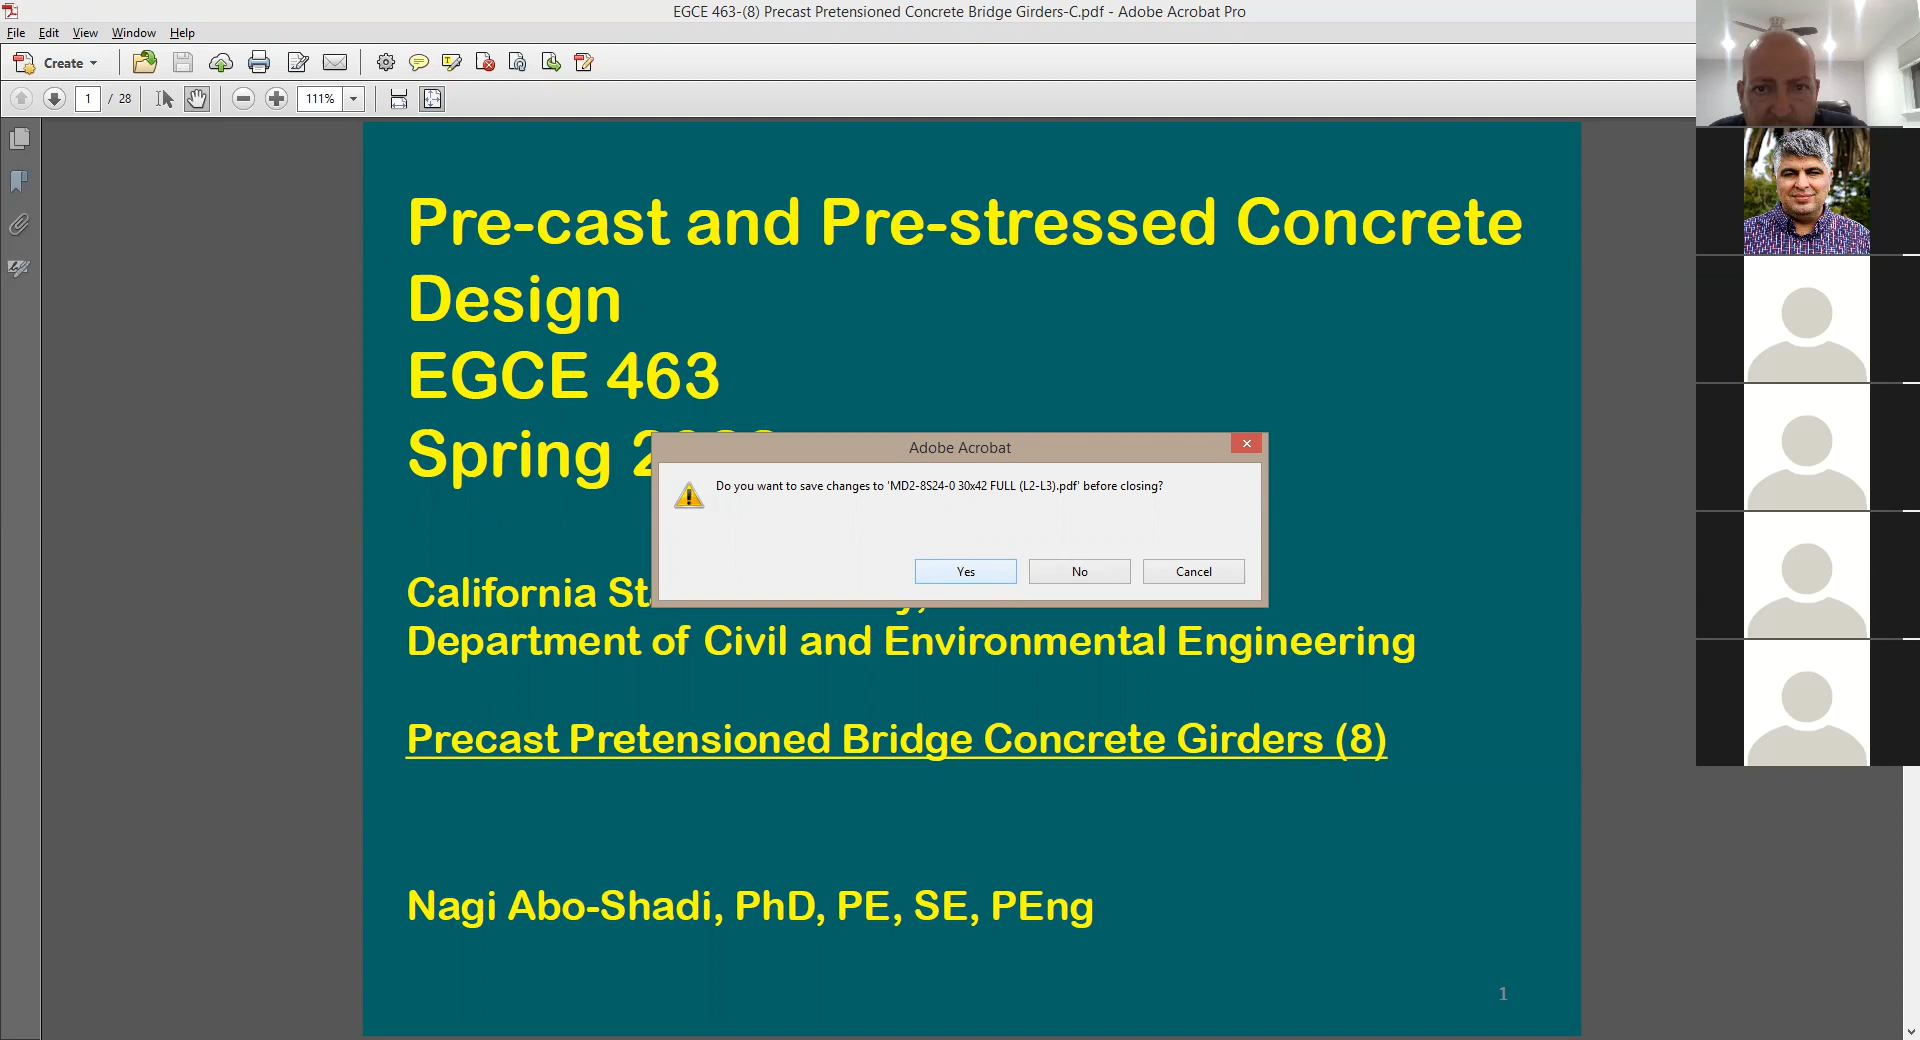 EGCE 463-(8) Precast Pretensioned Concrete Bridge Girders-C.pdf - Adobe Acrobat Pro
File Edit View Window Help
Create
1 / 28 111%
Pre-cast and Pre-stressed Concrete
Design
EGCE 463
Spring
Adobe Acrobat
Do you want to save changes to 'MD2-8S24-0 30x42 FULL (L2-L3).pdf' before closing?
Yes No Cancel
California
Department of Civil and Environmental Engineering
Precast Pretensioned Bridge Concrete Girders (8)
Nagi Abo-Shadi, PhD, PE, SE, PEng
1